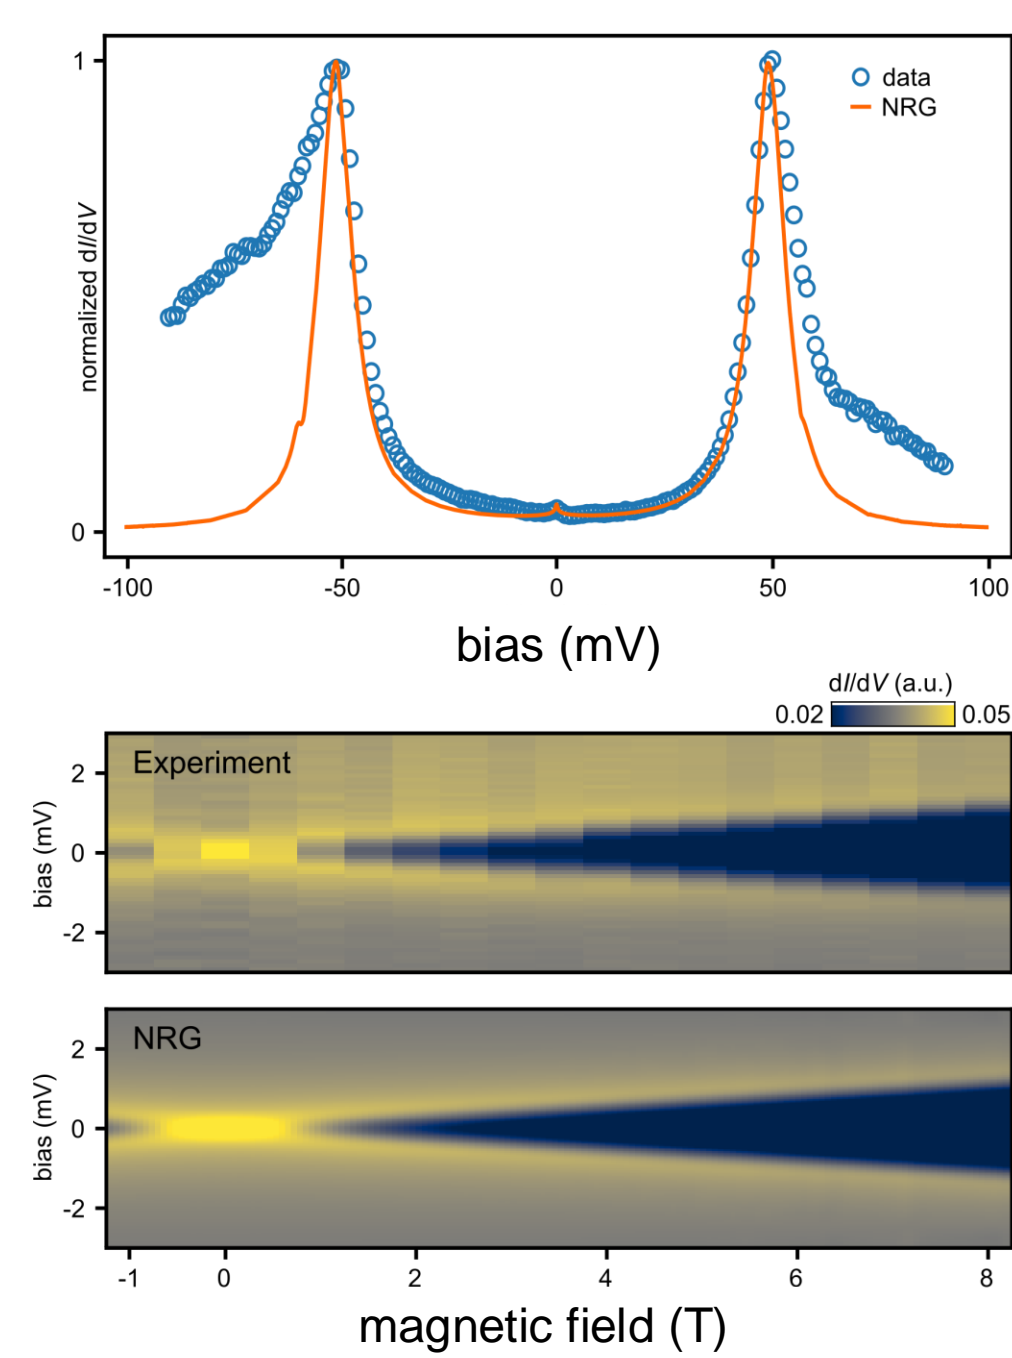 1
data
NRG
normalized dI/dV
0
-100 -50 0 50 100
bias (mV)
dI/dV (a.u.)
0.02 0.05
Experiment
2
0
-2
bias (mV)
NRG
2
0
-2
bias (mV)
-1 0 2 4 6 8
magnetic field (T)